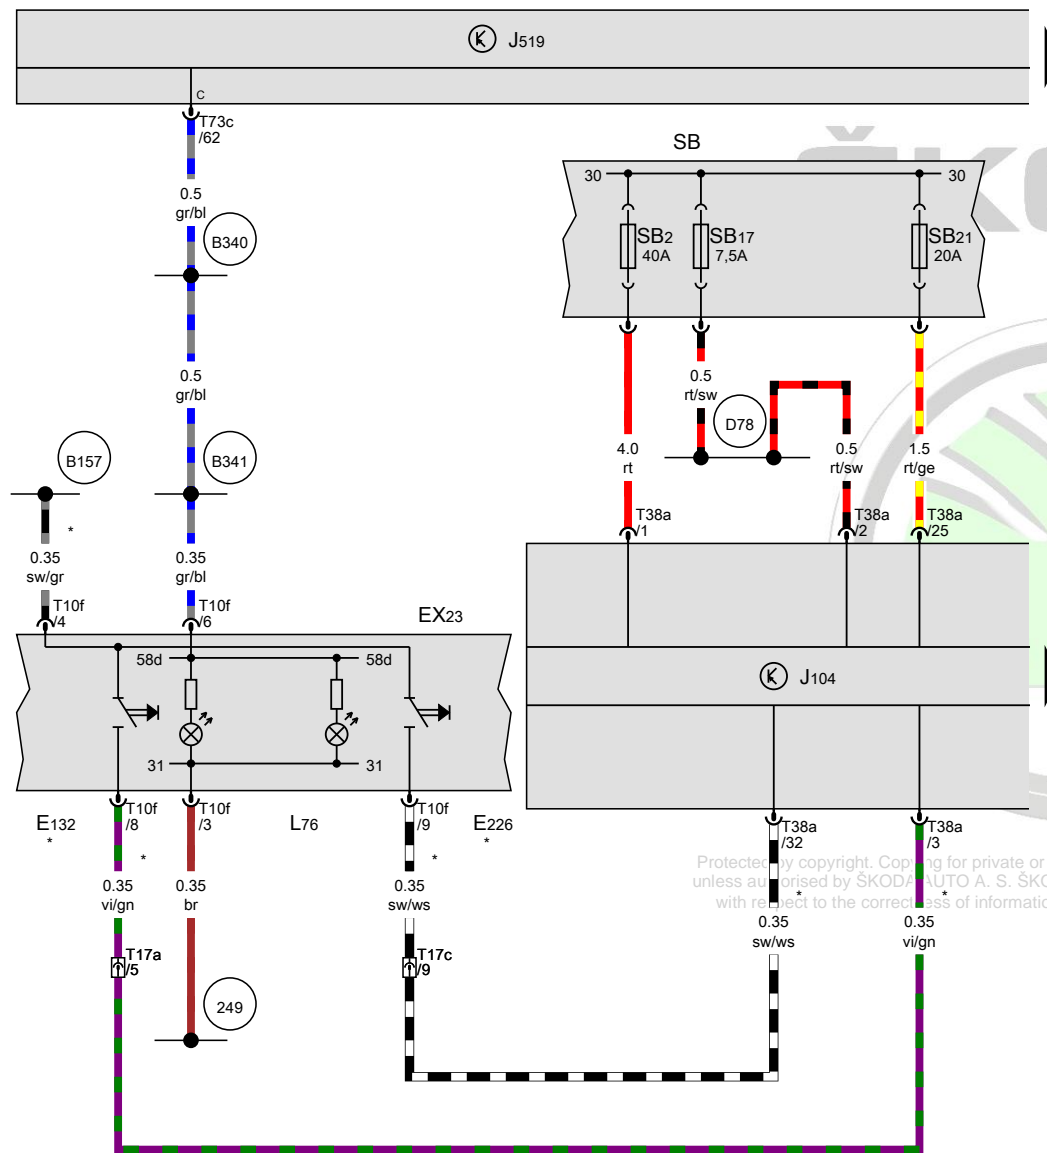 J519
c
T73c
/62
ŠKO
SB
30
30
0.5
gr/bl
B340
SB2
40A
SB17
7,5A
SB21
20A
0.5
gr/bl
0.5
rt/sw
D78
B157
B341
4.0
rt
0.5
rt/sw
1.5
rt/ge
*
T38a
/1
T38a
/2
T38a
/25
0.35
sw/gr
0.35
gr/bl
T10f
/4
T10f
/6
EX23
58d
58d
J104
31
31
E132
*
T10f
/8
T10f
/3
L76
T10f
/9
E226
*
T38a
/32
T38a
/3
*
*
Protected by copyright. Copying for private or
unless authorised by ŠKODA AUTO A. S. ŠKO
with respect to the correctness of informatio
*
*
0.35
vi/gn
0.35
br
0.35
sw/ws
0.35
sw/ws
0.35
vi/gn
T17a
/5
T17c
/9
249